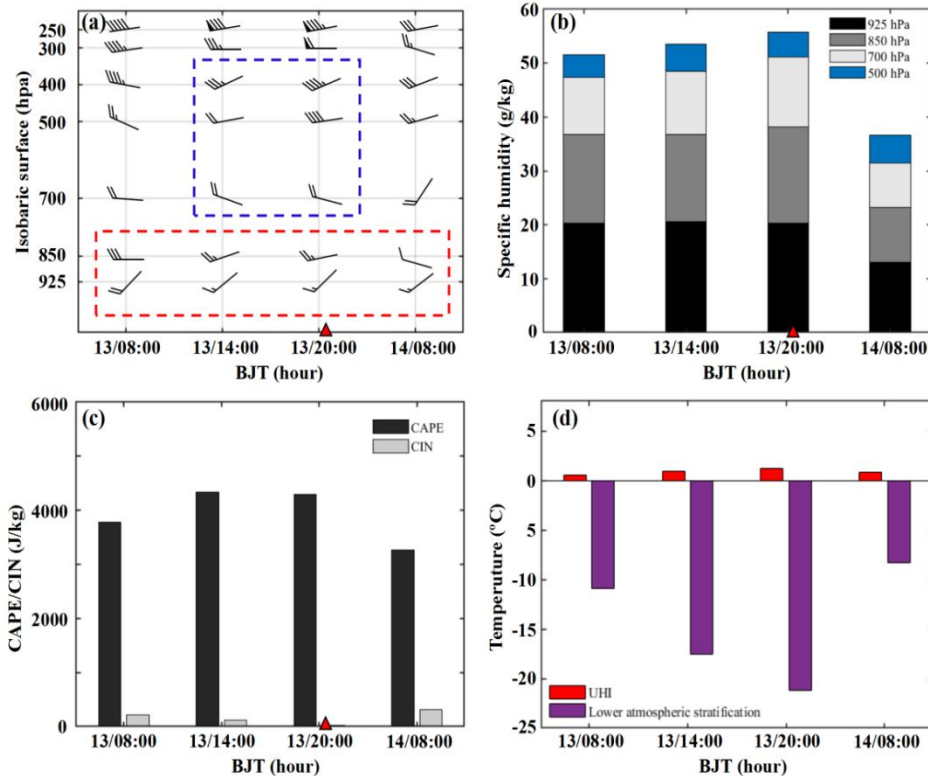 (a)
250
300
400
500
700
850
925
Isobaric surface (hpa)
13/08:00 13/14:00 13/20:00 14/08:00
BJT (hour)
(b)
925 hPa
850 hPa
700 hPa
500 hPa
60
50
40
30
20
10
0
Specific humidity (g/kg)
13/08:00 13/14:00 13/20:00 14/08:00
BJT (hour)
(c)
CAPE
CIN
6000
4000
2000
0
CAPE/CIN (J/kg)
13/08:00 13/14:00 13/20:00 14/08:00
BJT (hour)
(d)
5
0
-5
-10
-15
-20
-25
Temperuture (°C)
UHI
Lower atmospheric stratification
13/08:00 13/14:00 13/20:00 14/08:00
BJT (hour)